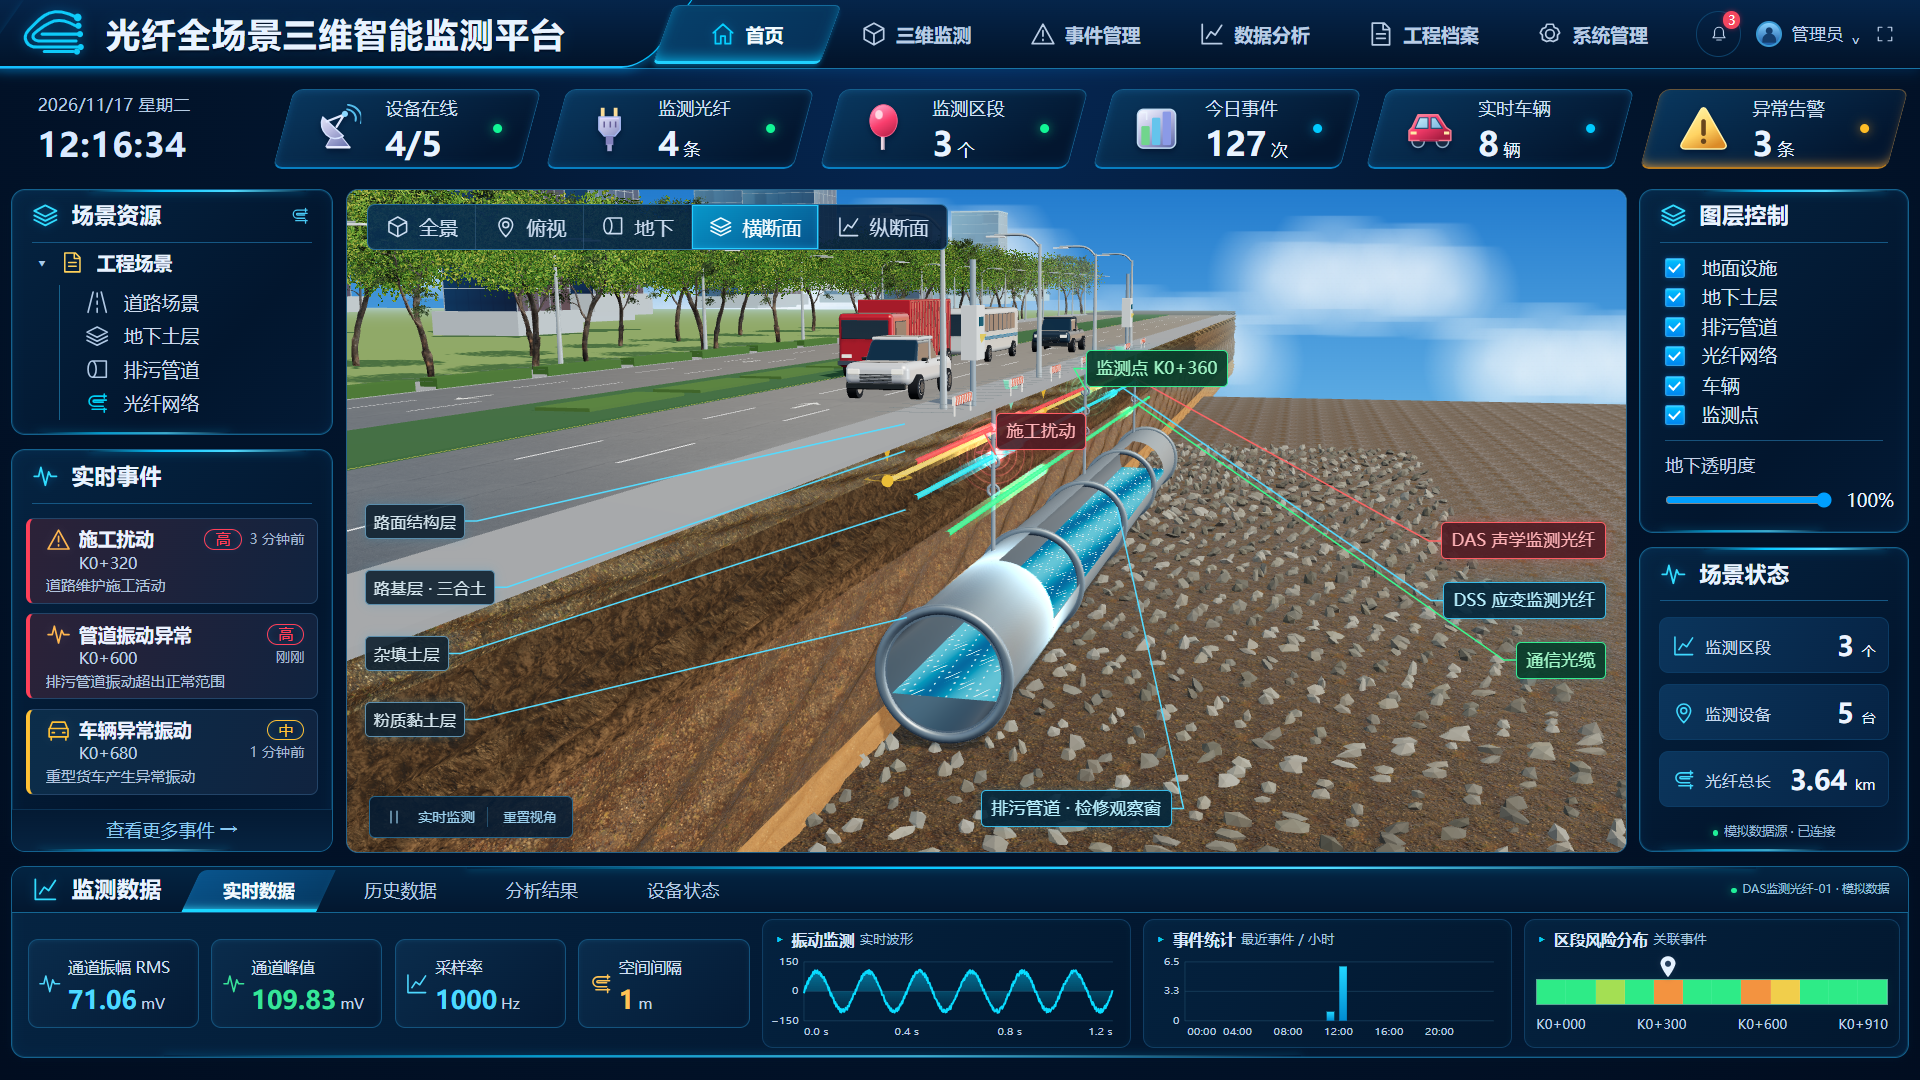 光纤全场景三维智能监测平台
首页
三维监测
事件管理
数据分析
工程档案
系统管理
3
管理员
2026/11/17 星期二
12:16:34
设备在线
4/5
监测光纤
4 条
监测区段
3 个
今日事件
127 次
实时车辆
8 辆
异常告警
3 条
场景资源
工程场景
道路场景
地下土层
排污管道
光纤网络
实时事件
施工扰动
高
3 分钟前
K0+320
道路维护施工活动
管道振动异常
高
K0+600
刚刚
排污管道振动超出正常范围
车辆异常振动
中
K0+680
1 分钟前
重型货车产生异常振动
查看更多事件 →
全景
俯视
地下
横断面
纵断面
监测点 K0+360
施工扰动
路面结构层
路基层 · 三合土
杂填土层
粉质黏土层
DAS 声学监测光纤
DSS 应变监测光纤
通信光缆
排污管道 · 检修观察窗
实时监测
重置视角
图层控制
地面设施
地下土层
排污管道
光纤网络
车辆
监测点
地下透明度
100%
场景状态
监测区段
3 个
监测设备
5 台
光纤总长
3.64 km
模拟数据源 · 已连接
监测数据
实时数据
历史数据
分析结果
设备状态
DAS监测光纤-01 · 模拟数据
通道振幅 RMS
71.06 mV
通道峰值
109.83 mV
采样率
1000 Hz
空间间隔
1 m
振动监测 实时波形
150
0
-150
0.0 s
0.4 s
0.8 s
1.2 s
事件统计 最近事件 / 小时
6.5
3.3
0
00:00
04:00
08:00
12:00
16:00
20:00
区段风险分布 关联事件
K0+000
K0+300
K0+600
K0+910